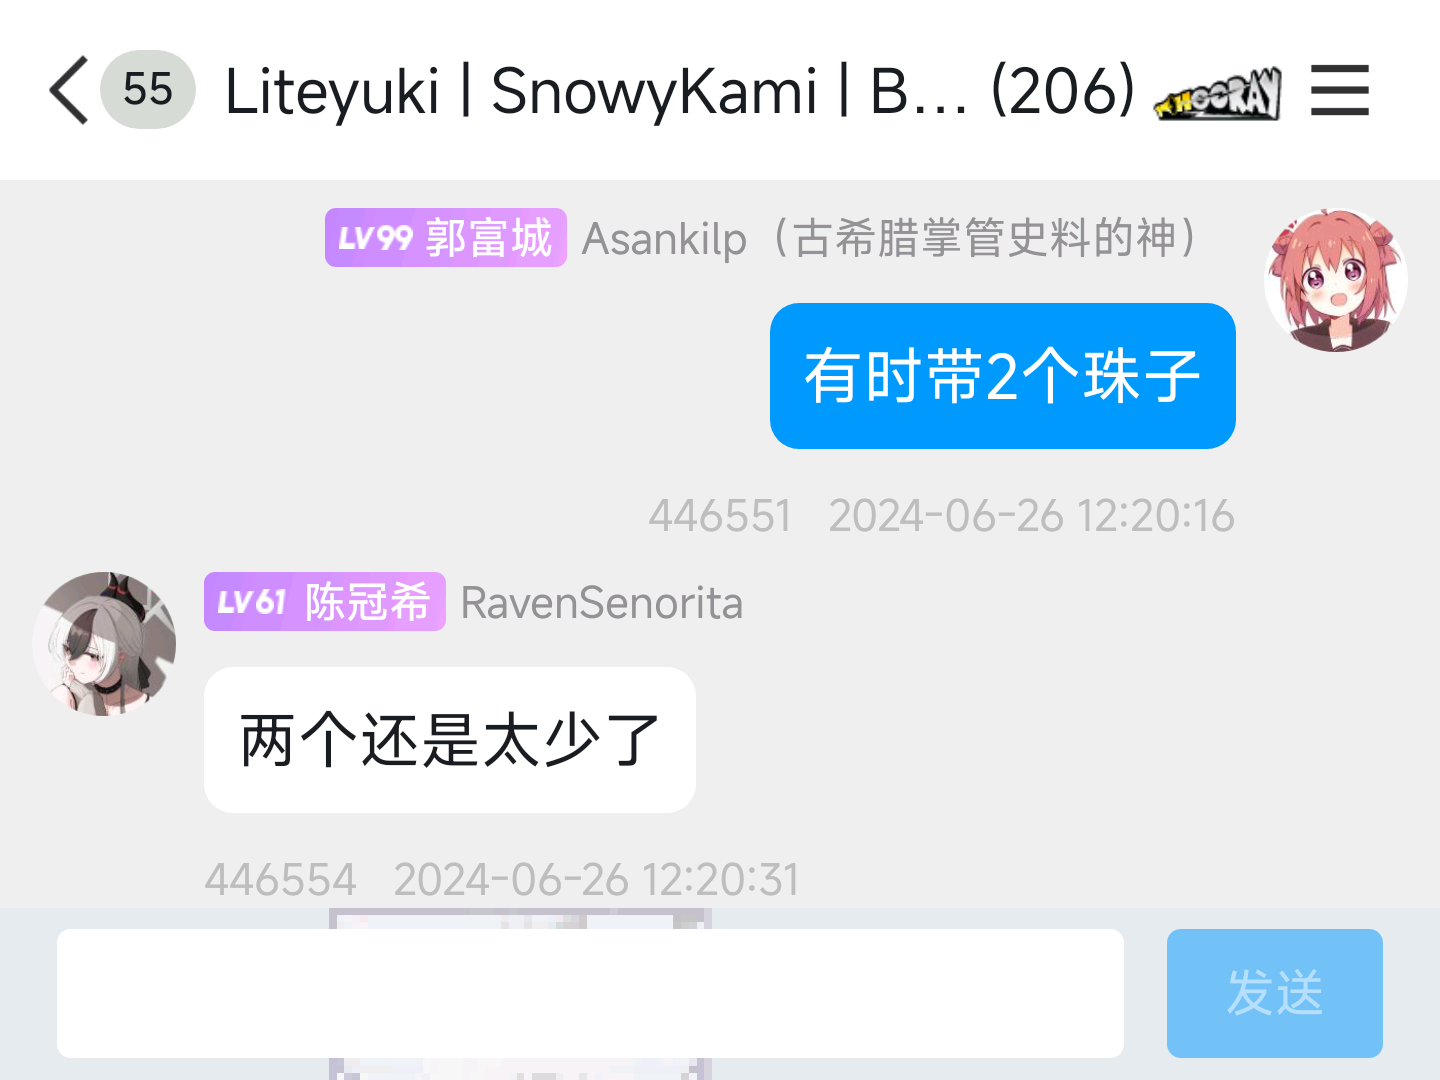 55 Liteyuki | SnowyKami | B... (206) HOORAY
LV99 郭富城 Asankilp（古希腊掌管史料的神）
有时带2个珠子
446551 2024-06-26 12:20:16
LV61 陈冠希 RavenSenorita
两个还是太少了
446554 2024-06-26 12:20:31
发送